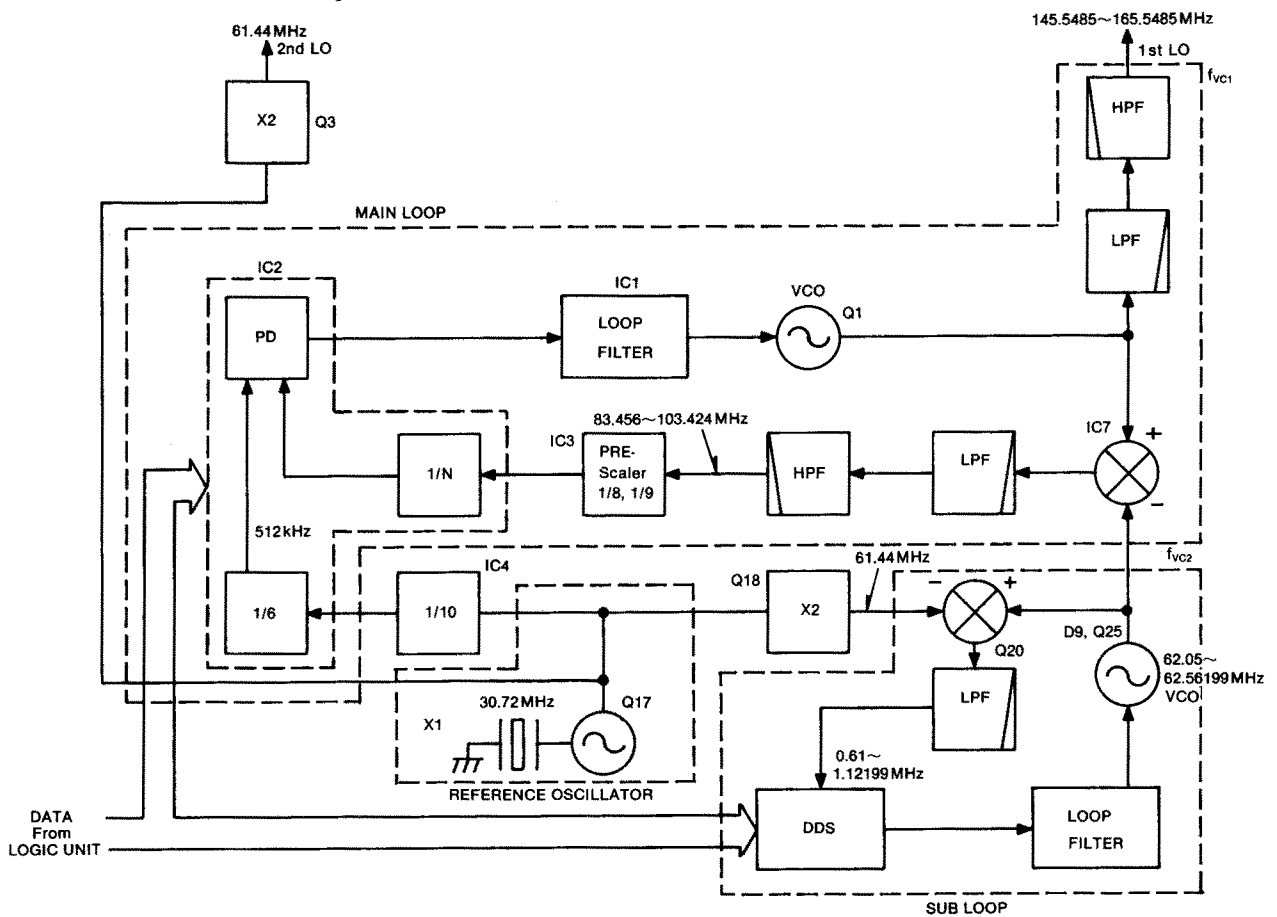 61.44MHz
2nd LO
X2
Q3
145.5485~165.5485MHz
1st LO
fVC1
HPF
LPF
MAIN LOOP
IC2
PD
IC1
LOOP
FILTER
VCO
Q1
83.456~103.424MHz
IC3
PRE-
Scaler
1/8, 1/9
HPF
LPF
IC7
+
−
1/N
512kHz
1/6
IC4
1/10
Q18
X2
61.44MHz
fVC2
−
+
D9, Q25
Q20
LPF
62.05~
62.56199MHz
VCO
X1
30.72MHz
Q17
REFERENCE OSCILLATOR
0.61~
1.12199MHz
DATA
From
LOGIC UNIT
DDS
LOOP
FILTER
SUB LOOP